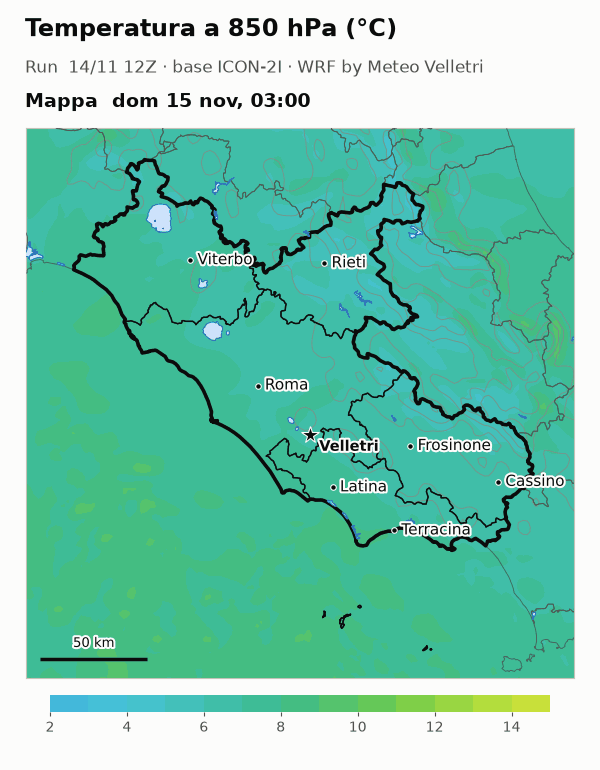 Temperatura a 850 hPa (°C)
Run  14/11 12Z · base ICON-2I · WRF by Meteo Velletri
Mappa  dom 15 nov, 03:00
Viterbo
Rieti
Roma
Velletri
Frosinone
Latina
Cassino
Terracina
50 km
2 4 6 8 10 12 14